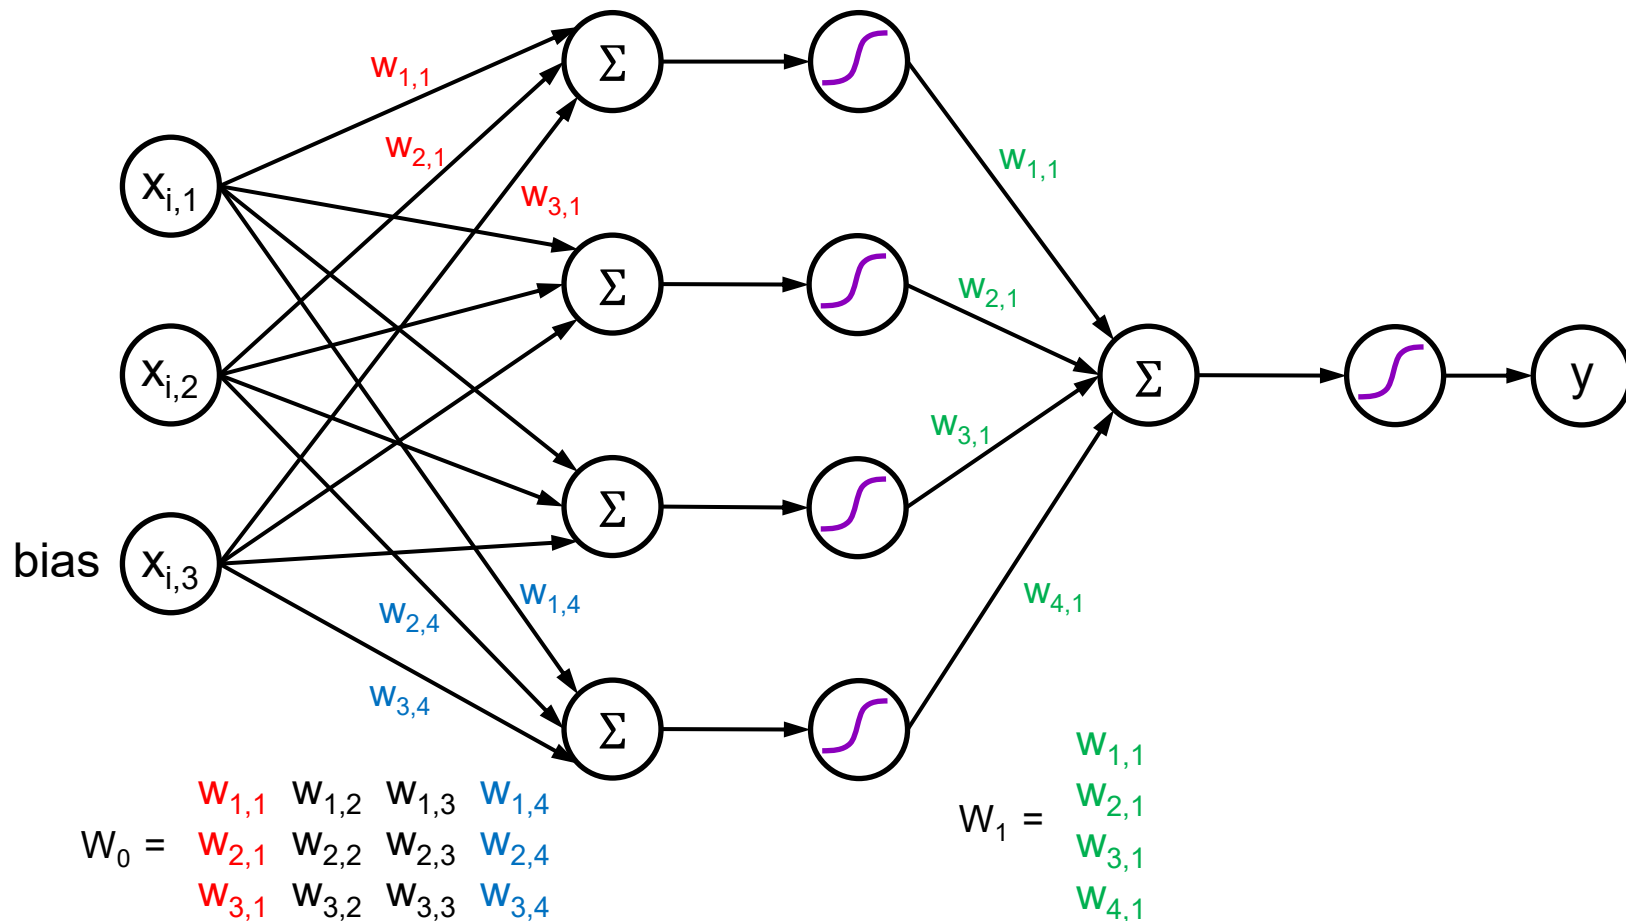 w1,1
w2,1
w3,1
xi,1
xi,2
bias xi,3
Σ
Σ
Σ
Σ
w1,4
w2,4
w3,4
w1,1
w2,1
w3,1
w4,1
Σ
y
W0 =
w1,1 w1,2 w1,3 w1,4
w2,1 w2,2 w2,3 w2,4
w3,1 w3,2 w3,3 w3,4
W1 =
w1,1
w2,1
w3,1
w4,1